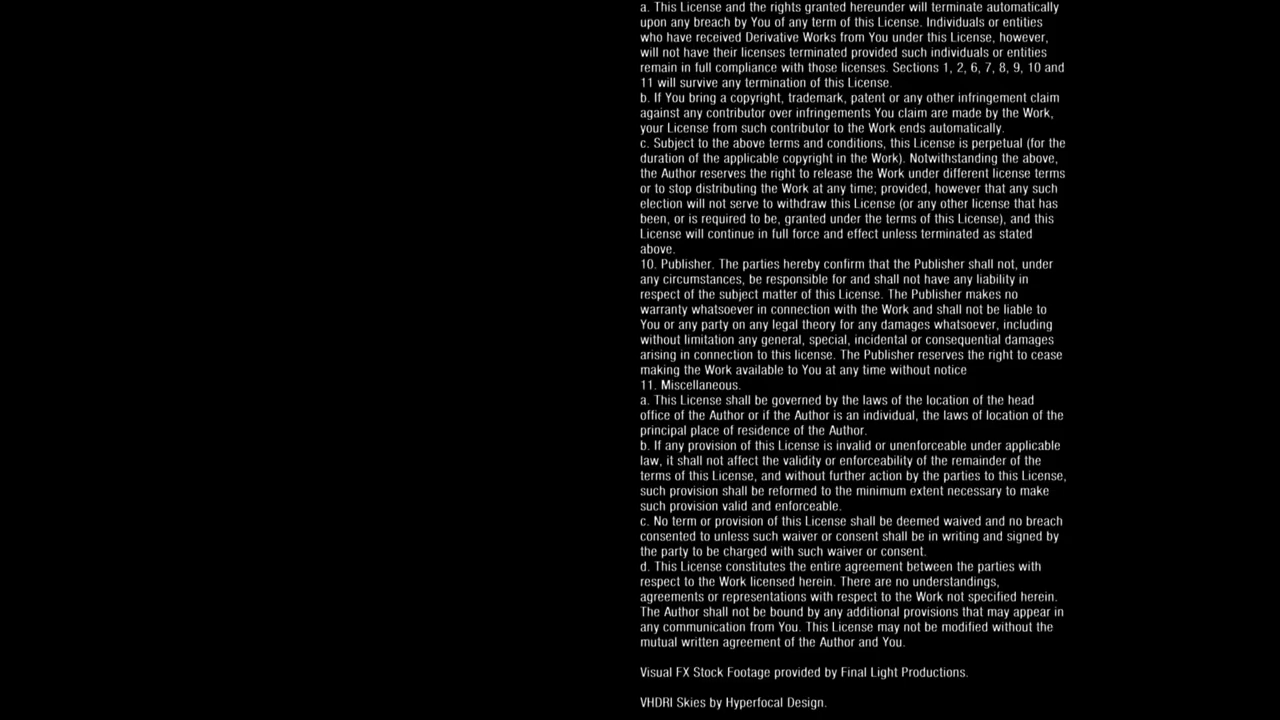 a. This License and the rights granted hereunder will terminate automatically
upon any breach by You of any term of this License. Individuals or entities
who have received Derivative Works from You under this License, however,
will not have their licenses terminated provided such individuals or entities
remain in full compliance with those licenses. Sections 1, 2, 6, 7, 8, 9, 10 and
11 will survive any termination of this License.
b. If You bring a copyright, trademark, patent or any other infringement claim
against any contributor over infringements You claim are made by the Work,
your License from such contributor to the Work ends automatically.
c. Subject to the above terms and conditions, this License is perpetual (for the
duration of the applicable copyright in the Work). Notwithstanding the above,
the Author reserves the right to release the Work under different license terms
or to stop distributing the Work at any time; provided, however that any such
election will not serve to withdraw this License (or any other license that has
been, or is required to be, granted under the terms of this License), and this
License will continue in full force and effect unless terminated as stated
above.
10. Publisher. The parties hereby confirm that the Publisher shall not, under
any circumstances, be responsible for and shall not have any liability in
respect of the subject matter of this License. The Publisher makes no
warranty whatsoever in connection with the Work and shall not be liable to
You or any party on any legal theory for any damages whatsoever, including
without limitation any general, special, incidental or consequential damages
arising in connection to this license. The Publisher reserves the right to cease
making the Work available to You at any time without notice
11. Miscellaneous.
a. This License shall be governed by the laws of the location of the head
office of the Author or if the Author is an individual, the laws of location of the
principal place of residence of the Author.
b. If any provision of this License is invalid or unenforceable under applicable
law, it shall not affect the validity or enforceability of the remainder of the
terms of this License, and without further action by the parties to this License,
such provision shall be reformed to the minimum extent necessary to make
such provision valid and enforceable.
c. No term or provision of this License shall be deemed waived and no breach
consented to unless such waiver or consent shall be in writing and signed by
the party to be charged with such waiver or consent.
d. This License constitutes the entire agreement between the parties with
respect to the Work licensed herein. There are no understandings,
agreements or representations with respect to the Work not specified herein.
The Author shall not be bound by any additional provisions that may appear in
any communication from You. This License may not be modified without the
mutual written agreement of the Author and You.
Visual FX Stock Footage provided by Final Light Productions.
VHDRI Skies by Hyperfocal Design.